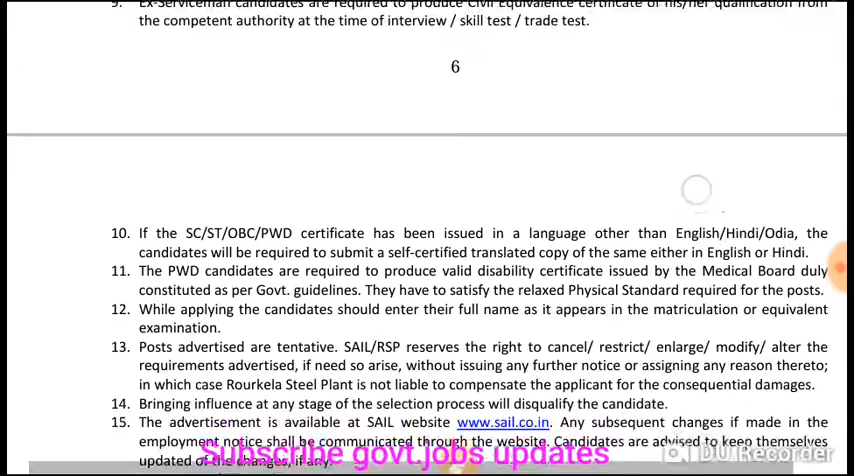 9. Ex-Serviceman candidates are required to produce Civil Equivalence certificate of his/her qualification from
the competent authority at the time of interview / skill test / trade test.
6
10. If the SC/ST/OBC/PWD certificate has been issued in a language other than English/Hindi/Odia, the
candidates will be required to submit a self-certified translated copy of the same either in English or Hindi.
11. The PWD candidates are required to produce valid disability certificate issued by the Medical Board duly
constituted as per Govt. guidelines. They have to satisfy the relaxed Physical Standard required for the posts.
12. While applying the candidates should enter their full name as it appears in the matriculation or equivalent
examination.
13. Posts advertised are tentative. SAIL/RSP reserves the right to cancel/ restrict/ enlarge/ modify/ alter the
requirements advertised, if need so arise, without issuing any further notice or assigning any reason thereto;
in which case Rourkela Steel Plant is not liable to compensate the applicant for the consequential damages.
14. Bringing influence at any stage of the selection process will disqualify the candidate.
15. The advertisement is available at SAIL website www.sail.co.in. Any subsequent changes if made in the
employment notice shall be communicated through the website. Candidates are advised to keep themselves
updated of the changes, if any.
Subscribe govt.jobs updates
DU Recorder